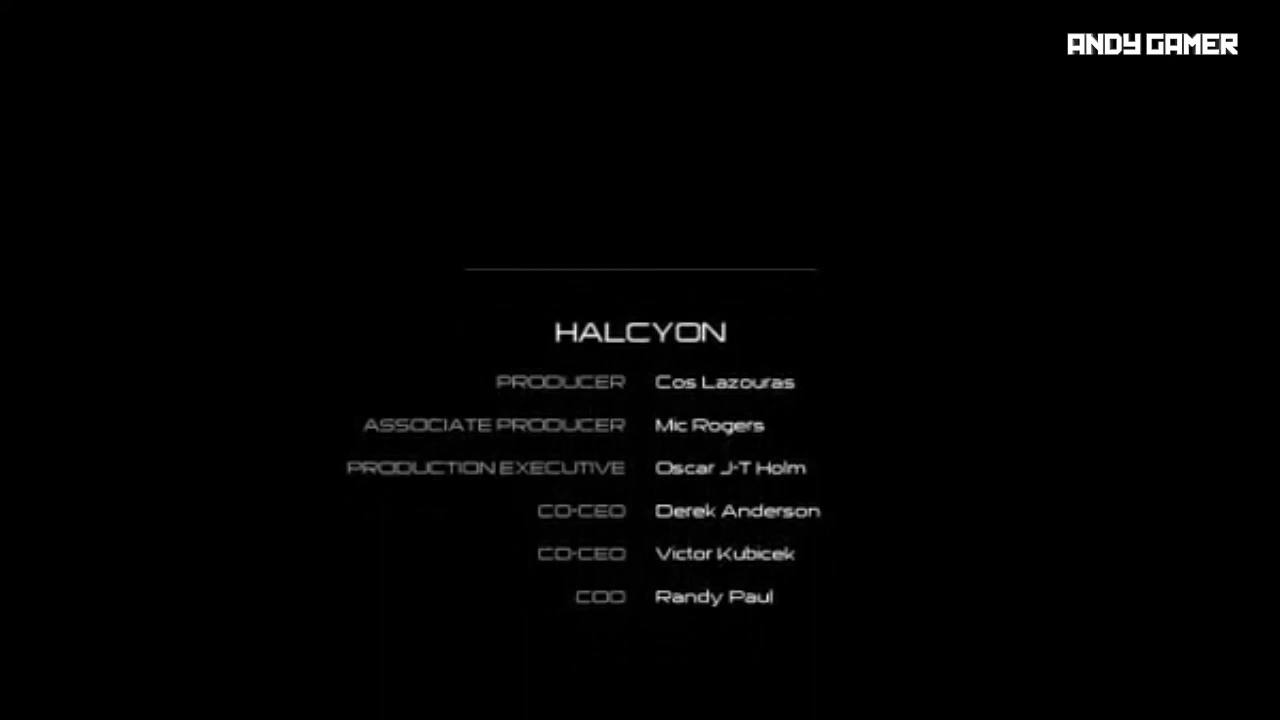 ANDY GAMER
HALCYON
PRODUCER Cos Lazouras
ASSOCIATE PRODUCER Mic Rogers
PRODUCTION EXECUTIVE Oscar J-T Holm
CO-CEO Derek Anderson
CO-CEO Victor Kubicek
COO Randy Paul